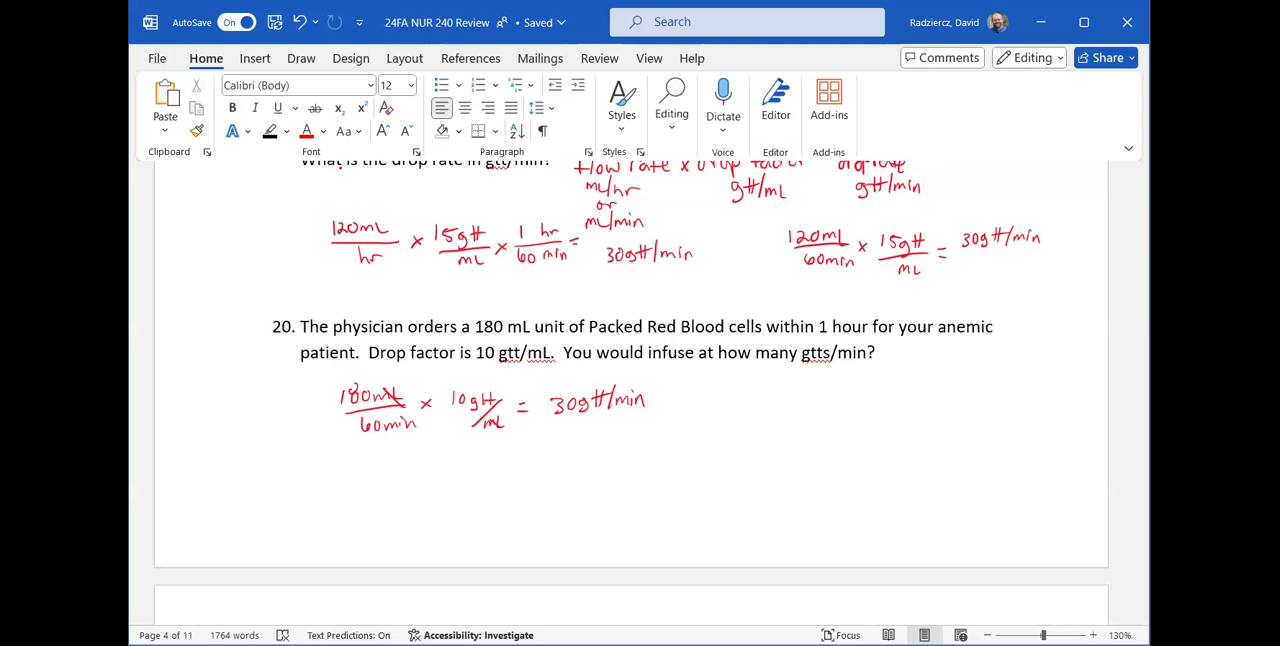 AutoSave On 24FA NUR 240 Review • Saved Search Radziercz, David
File Home Insert Draw Design Layout References Mailings Review View Help Comments Editing Share
Calibri (Body) 12
Paste B I U ab x₂ x² A Styles Editing Dictate Editor Add-ins
A A Aa A A
Clipboard Font Paragraph Styles Voice Editor Add-ins
What is the drop rate in gtt/min?
flow rate x drop factor drop rate
mL/hr gtt/mL gtt/min
or
mL/min
120mL/hr × 15gtt/mL × 1 hr/60 min = 30gtt/min
120mL/60min × 15gtt/mL = 30gtt/min
20. The physician orders a 180 mL unit of Packed Red Blood cells within 1 hour for your anemic
patient. Drop factor is 10 gtt/mL. You would infuse at how many gtts/min?
180mL/60min × 10gtt/mL = 30gtt/min
Page 4 of 11 1764 words Text Predictions: On Accessibility: Investigate Focus 130%